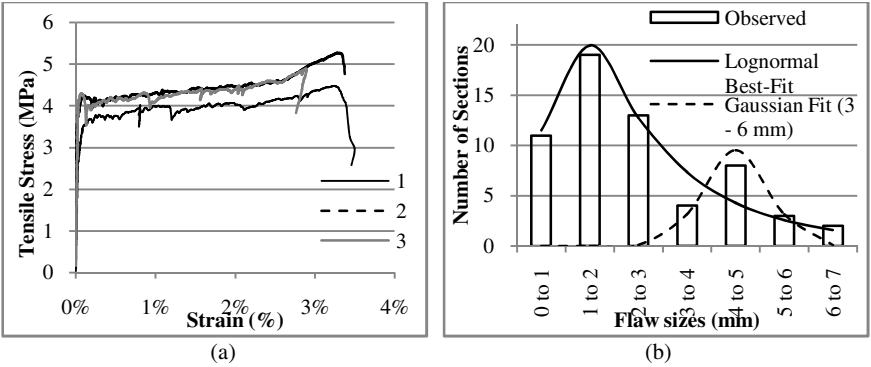 6
5
4
3
2
1
0
Tensile Stress (MPa)
1
2
3
0%
1%
2%
3%
4%
Strain (%)
(a)
20
15
10
5
0
Number of Sections
Observed
Lognormal
Best-Fit
Gaussian Fit (3
- 6 mm)
0 to 1
1 to 2
2 to 3
3 to 4
4 to 5
5 to 6
6 to 7
Flaw sizes (mm)
(b)